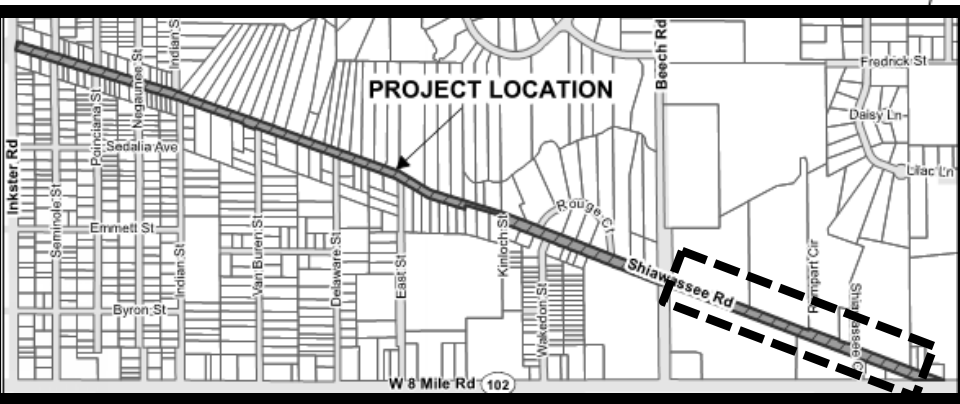 Indian S
Beech Rd
Fredrick St
Negaunee St
PROJECT LOCATION
Poinciana St
Daisy Ln
Sedalia Ave
Inkster Rd
Lilac Ln
Seminole St
Rouge Ct
Emmett St
Kinloch St
Van Buren St
Indian St
Delaware St
East St
Shiawassee Rd
Rampart Cir
Wakedon St
Shiawassee C
Byron St
W 8 Mile Rd 102